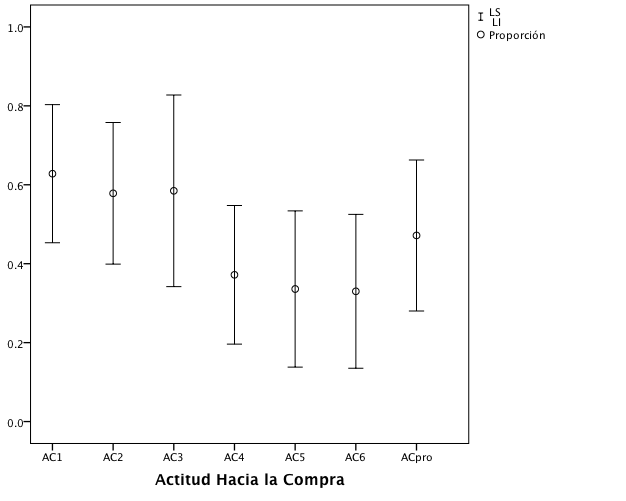 LS
LI
Proporción
1.0
0.8
0.6
0.4
0.2
0.0
AC1 AC2 AC3 AC4 AC5 AC6 ACpro
Actitud Hacia la Compra